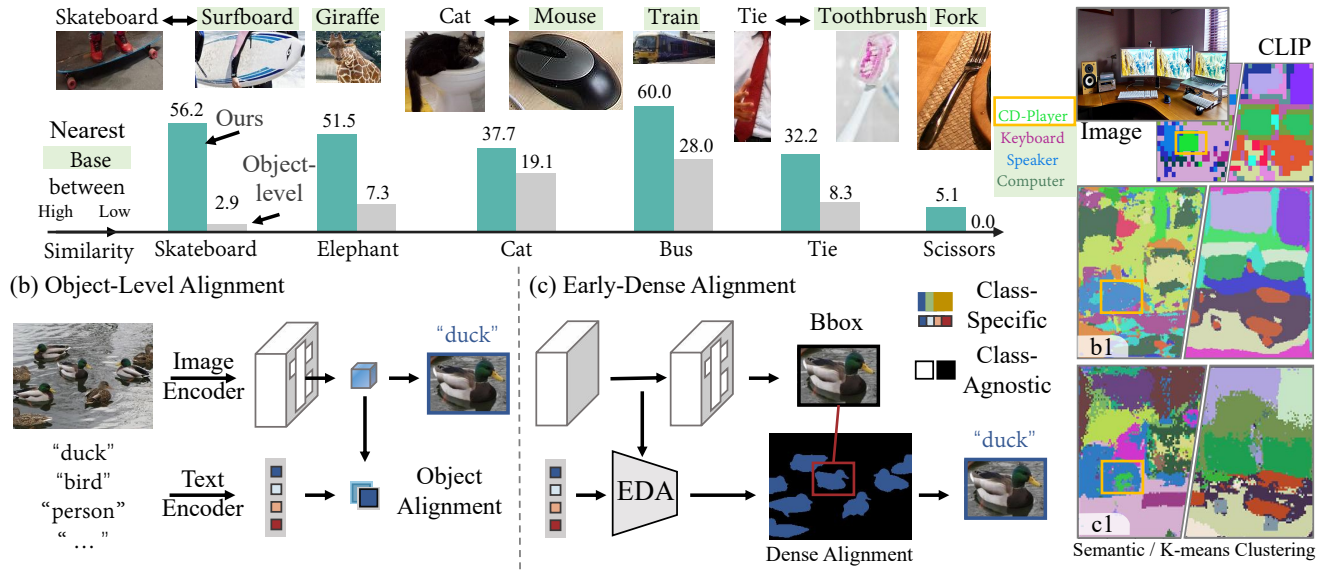 Skateboard
Surfboard
Giraffe
Cat
Mouse
Train
Tie
Toothbrush
Fork
56.2
2.9
51.5
7.3
37.7
19.1
60.0
28.0
32.2
8.3
5.1
0.0
Ours
Object-
level
Nearest
Base
between
High Low
Similarity
Skateboard
Elephant
Cat
Bus
Tie
Scissors
CLIP
Image
CD-Player
Keyboard
Speaker
Computer
b1
c1
Semantic / K-means Clustering
(b) Object-Level Alignment
Image
Encoder
"duck"
"duck"
"bird"
"person"
" ... "
Text
Encoder
Object
Alignment
(c) Early-Dense Alignment
Bbox
Class-
Specific
Class-
Agnostic
EDA
Dense Alignment
"duck"